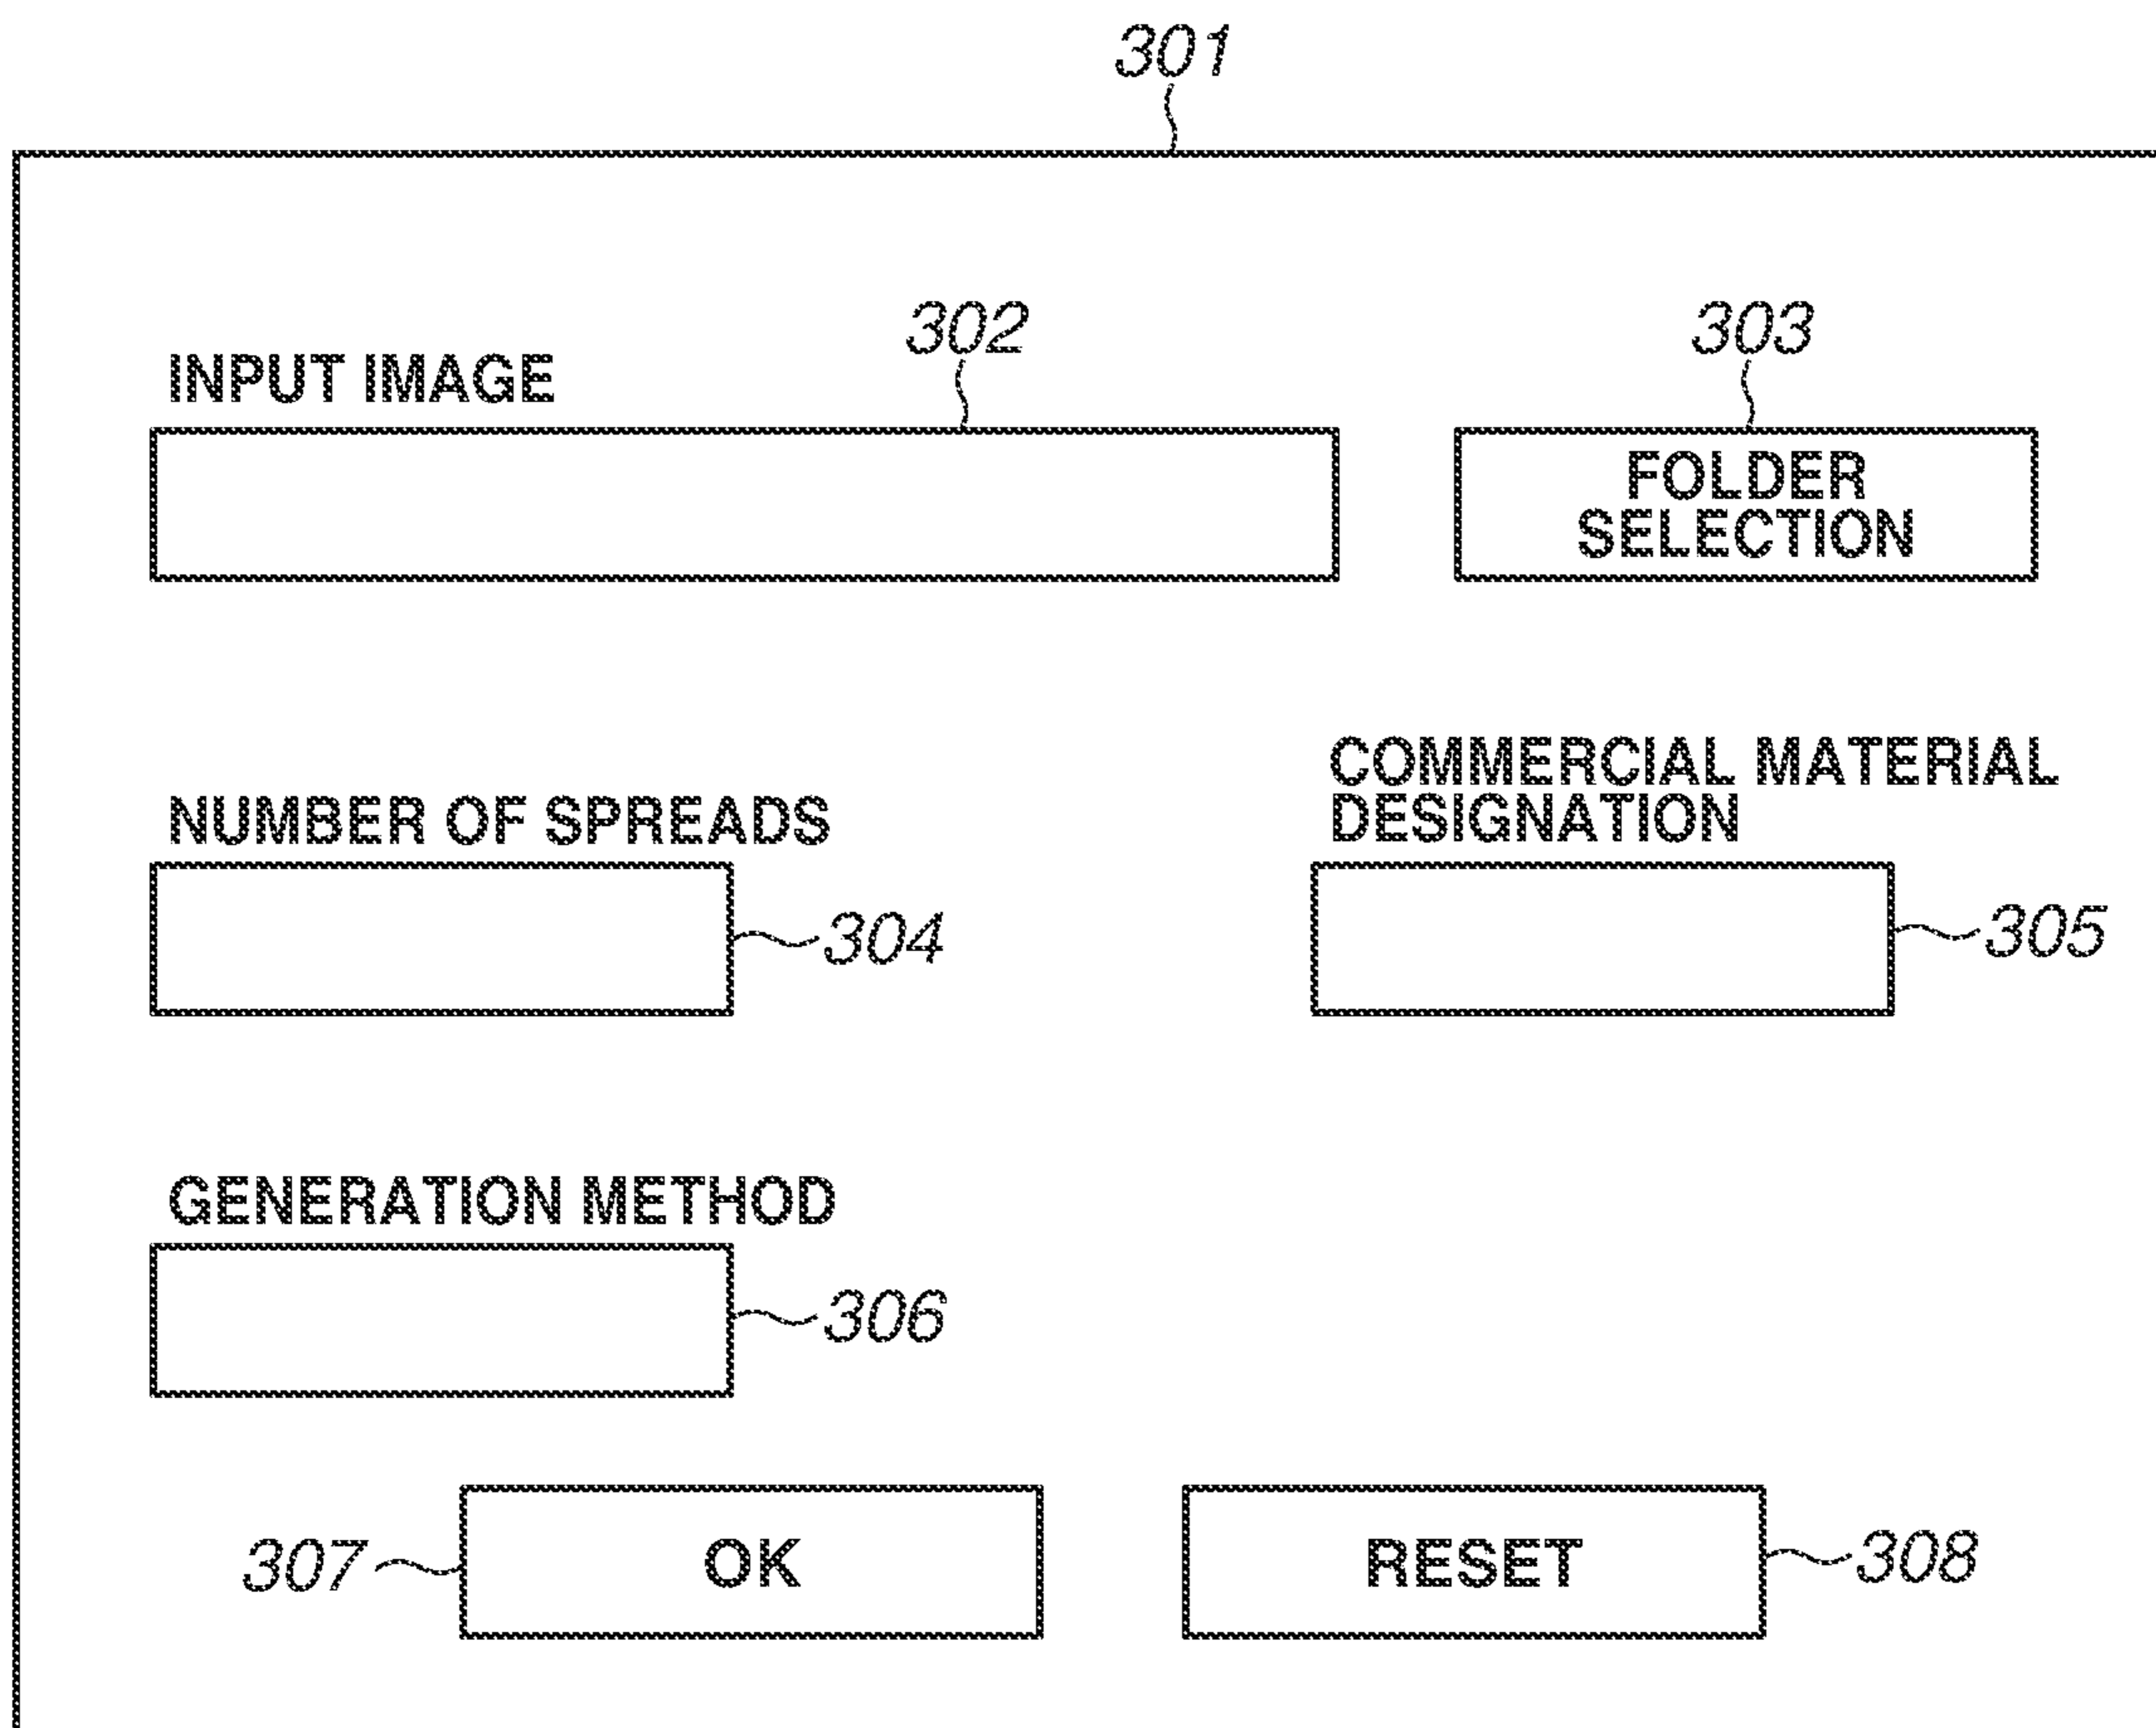 301
302
303
INPUT IMAGE
FOLDER
SELECTION
COMMERCIAL MATERIAL
DESIGNATION
NUMBER OF SPREADS
304
305
GENERATION METHOD
306
307
OK
RESET
308